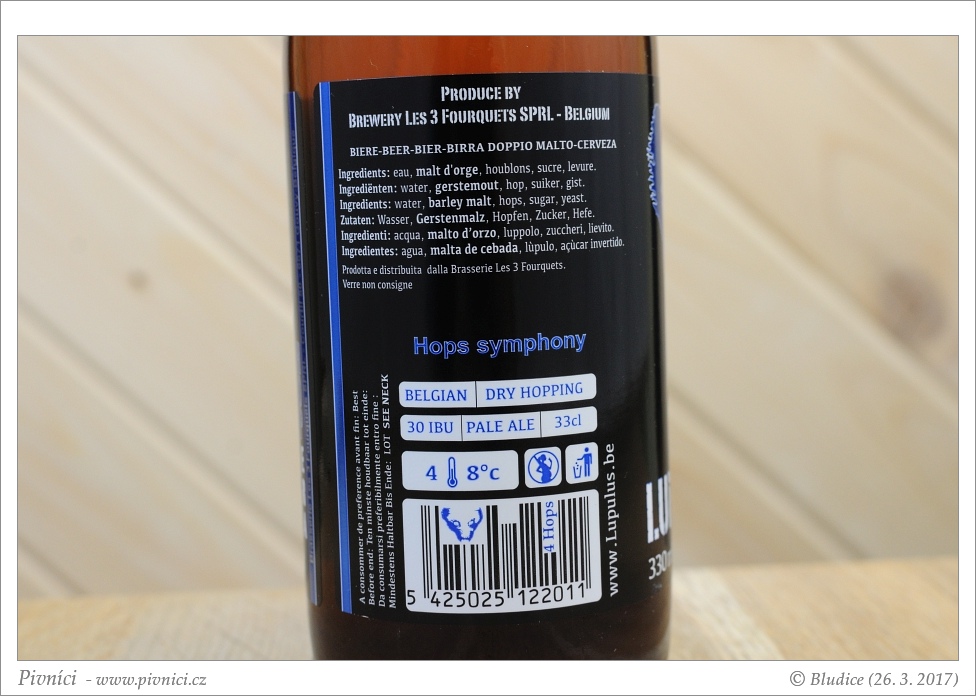 PRODUCE BY
BREWERY LES 3 FOURQUETS SPRL - BELGIUM
BIERE-BEER-BIER-BIRRA DOPPIO MALTO-CERVEZA
Ingredients: eau, malt d'orge, houblons, sucre, levure.
Ingrediënten: water, gerstemout, hop, suiker, gist.
Ingredients: water, barley malt, hops, sugar, yeast.
Zutaten: Wasser, Gerstenmalz, Hopfen, Zucker, Hefe.
Ingredienti: acqua, malto d'orzo, luppolo, zuccheri, lievito.
Ingredientes: agua, malta de cebada, lùpulo, açùcar invertido.
Prodotta e distribuita dalla Brasserie Les 3 Fourquets.
Verre non consigne
Hops symphony
BELGIAN DRY HOPPING
30 IBU PALE ALE 33cl
4 8°c
A consommer de preference avant fin: Best
Before end: Ten minste houdbaar tot einde:
Da consumarsi preferibilmente entro fine :
Mindestens Haltbar Bis Ende: LOT SEE NECK
4 Hops
5 425025 122011
www.Lupulus.be
LU
330
Pivníci - www.pivnici.cz
© Bludice (26. 3. 2017)